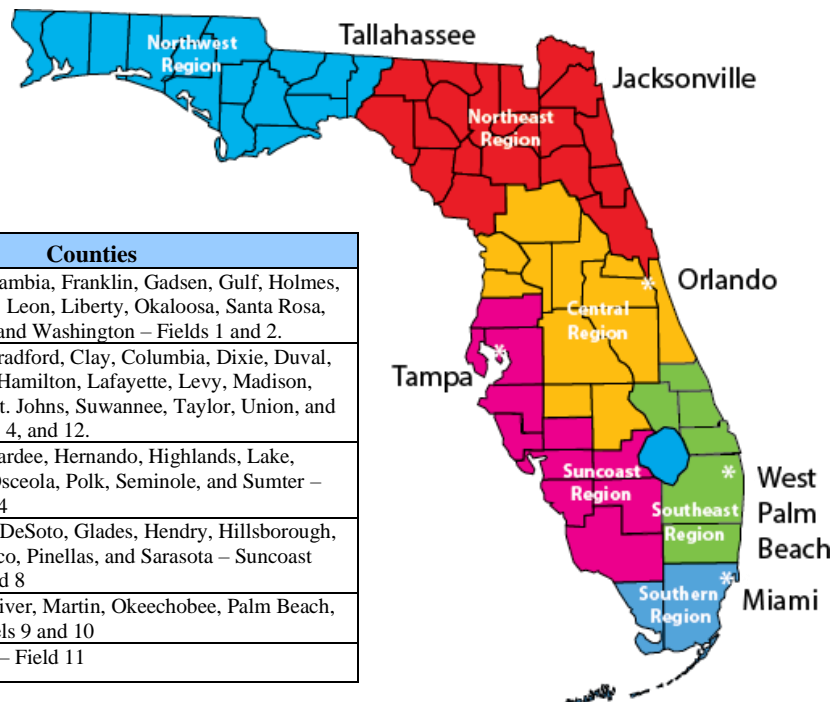 Tallahassee
Northwest
Region
Jacksonville
Northeast
Region
Counties
ambia, Franklin, Gadsen, Gulf, Holmes,
Leon, Liberty, Okaloosa, Santa Rosa,
and Washington – Fields 1 and 2.
radford, Clay, Columbia, Dixie, Duval,
Hamilton, Lafayette, Levy, Madison,
t. Johns, Suwannee, Taylor, Union, and
4, and 12.
ardee, Hernando, Highlands, Lake,
Osceola, Polk, Seminole, and Sumter –
4
DeSoto, Glades, Hendry, Hillsborough,
co, Pinellas, and Sarasota – Suncoast
d 8
iver, Martin, Okeechobee, Palm Beach,
ls 9 and 10
– Field 11
Orlando
*
Central
Region
*
Tampa
Suncoast
Region
*
West
Palm
Beach
Southeast
Region
*
Miami
Southern
Region